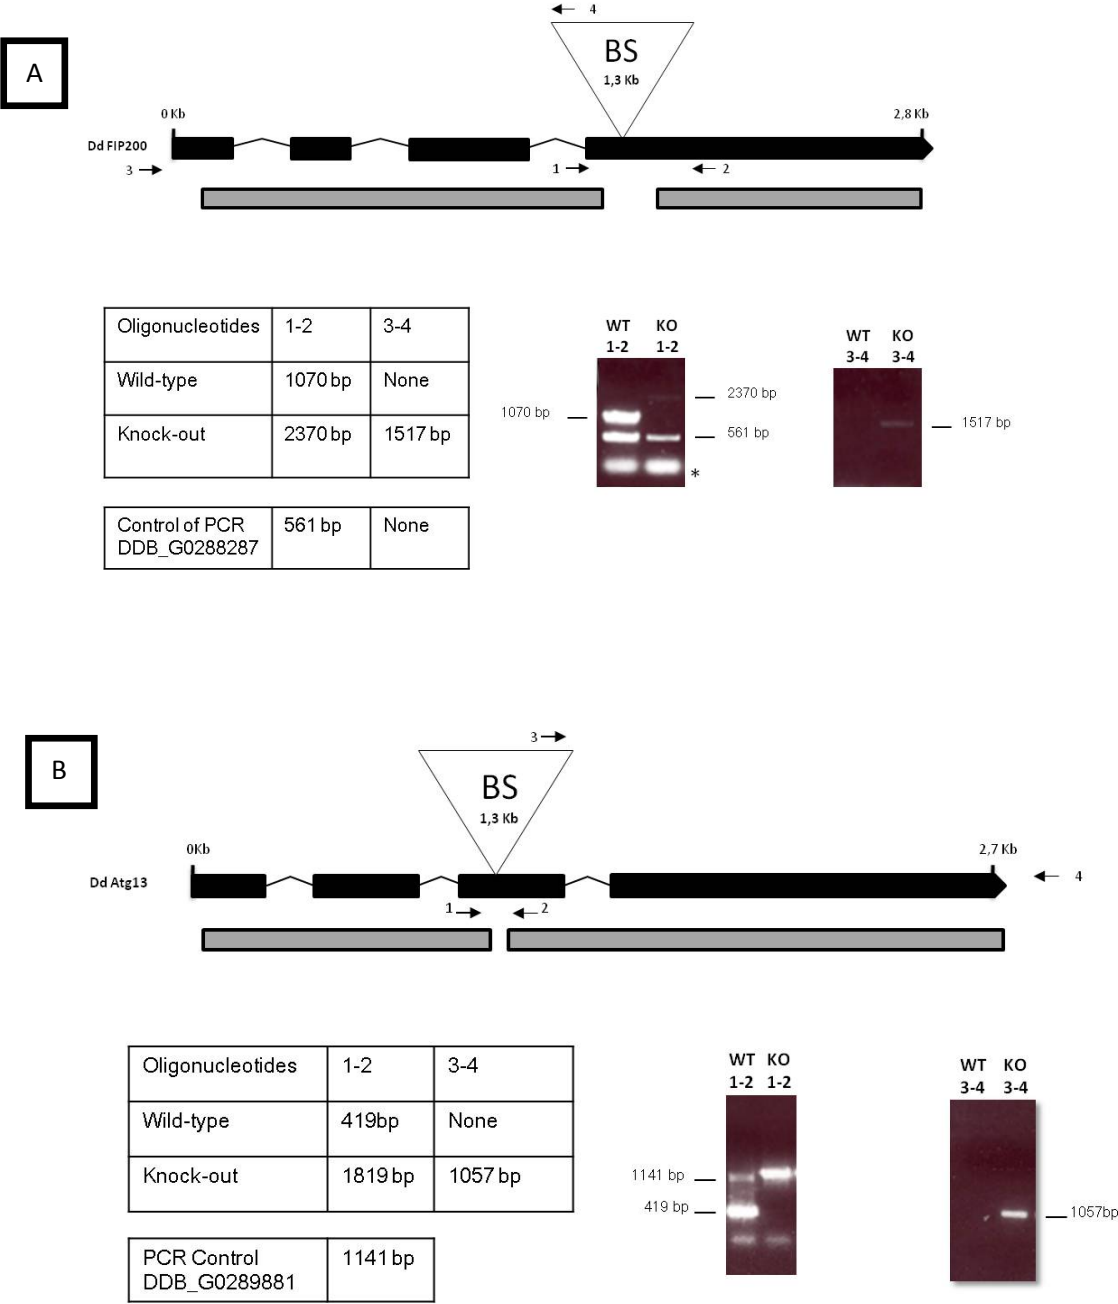 4
A
BS
1,3 Kb
0 Kb
2,8 Kb
Dd FIP200
3
1
2
Oligonucleotides 1-2 3-4
Wild-type 1070 bp None
Knock-out 2370 bp 1517 bp
Control of PCR 561 bp None
DDB_G0288287
WT KO
1-2 1-2
1070 bp
2370 bp
561 bp
*
WT KO
3-4 3-4
1517 bp
B
3
BS
1,3 Kb
0Kb
2,7 Kb
Dd Atg13
4
1
2
Oligonucleotides 1-2 3-4
Wild-type 419bp None
Knock-out 1819 bp 1057 bp
PCR Control 1141 bp
DDB_G0289881
WT KO
1-2 1-2
1141 bp
419 bp
WT KO
3-4 3-4
1057bp